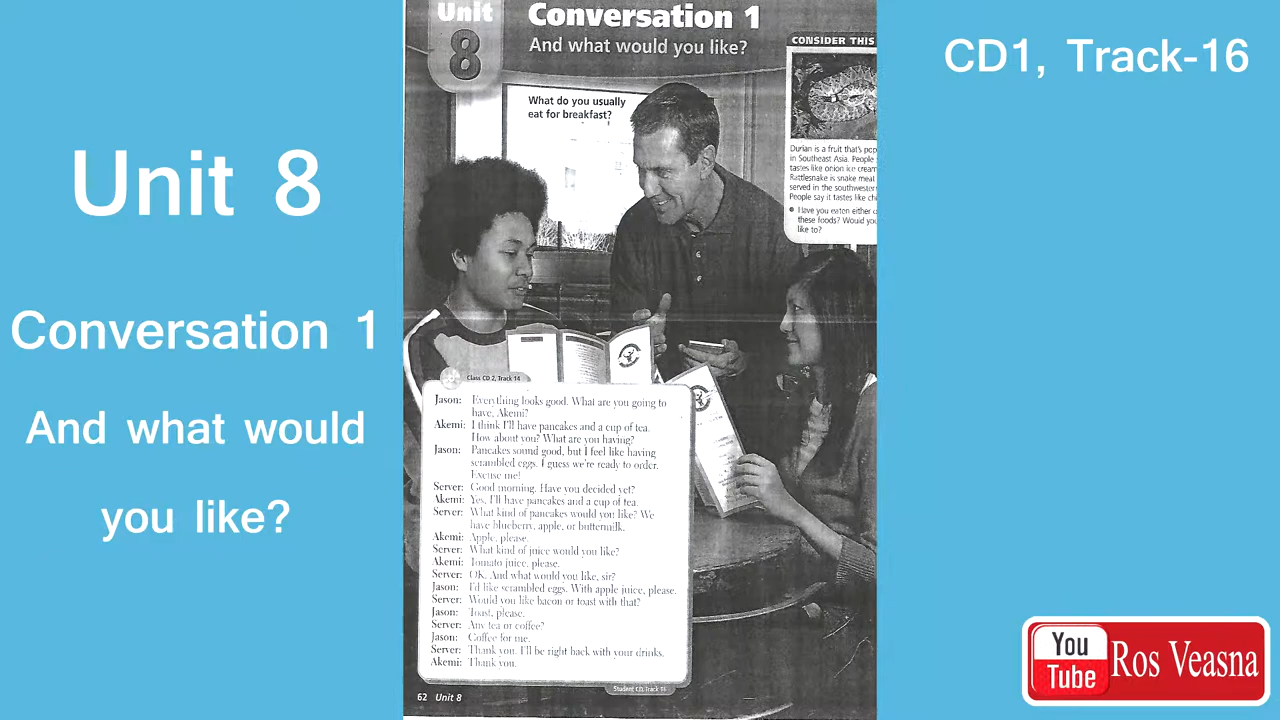 Unit 8
Conversation 1
And what would
you like?
Unit
8
Conversation 1
And what would you like?
What do you usually
eat for breakfast?
CONSIDER THIS
Durian is a fruit that's pop
in Southeast Asia. People
tastes like onion ice cream
Rattlesnake is snake meat
served in the southwester
People say it tastes like chi
Have you eaten either o
these foods? Would you
like to?
Class CD 2, Track 14
Jason: Everything looks good. What are you going to
have, Akemi?
Akemi: I think I'll have pancakes and a cup of tea.
How about you? What are you having?
Jason: Pancakes sound good, but I feel like having
scrambled eggs. I guess we're ready to order.
Excuse me!
Server: Good morning. Have you decided yet?
Akemi: Yes, I'll have pancakes and a cup of tea.
Server: What kind of pancakes would you like? We
have blueberry, apple, or buttermilk.
Akemi: Apple, please.
Server: What kind of juice would you like?
Akemi: Tomato juice, please.
Server: OK. And what would you like, sir?
Jason: I'd like scrambled eggs. With apple juice, please.
Server: Would you like bacon or toast with that?
Jason: Toast, please.
Server: Any tea or coffee?
Jason: Coffee for me.
Server: Thank you. I'll be right back with your drinks.
Akemi: Thank you.
Student CD, Track 16
62 Unit 8
CD1, Track-16
You
Tube
Ros Veasna